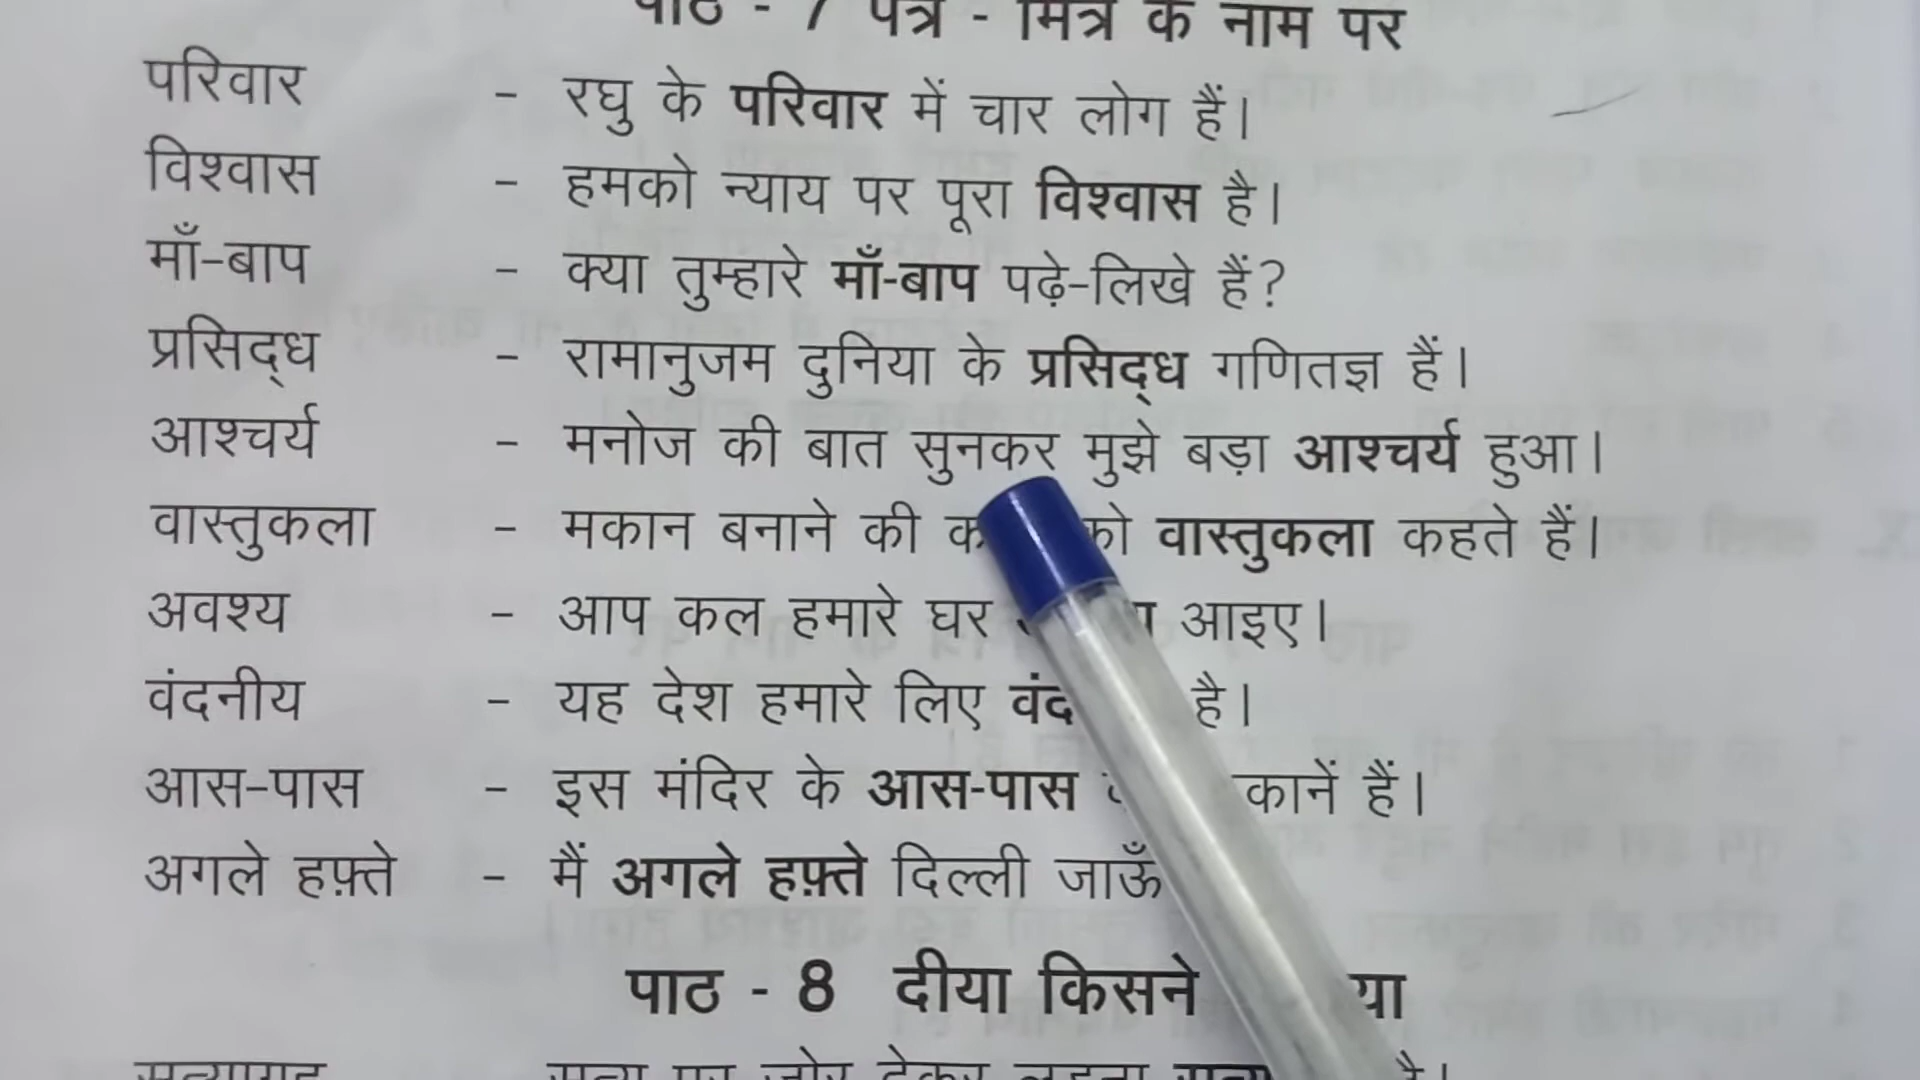 पाठ - 7 पत्र - मित्र के नाम पर
परिवार - रघु के परिवार में चार लोग हैं।
विश्वास - हमको न्याय पर पूरा विश्वास है।
माँ-बाप - क्या तुम्हारे माँ-बाप पढ़े-लिखे हैं?
प्रसिद्ध - रामानुजम दुनिया के प्रसिद्ध गणितज्ञ हैं।
आश्चर्य - मनोज की बात सुनकर मुझे बड़ा आश्चर्य हुआ।
वास्तुकला - मकान बनाने की को वास्तुकला कहते हैं।
अवश्य - आप कल हमारे घर आइए।
वंदनीय - यह देश हमारे लिए है।
आस-पास - इस मंदिर के आस-पास हैं।
अगले हफ़्ते - मैं अगले हफ़्ते दिल्ली
पाठ - 8 दीया किसने